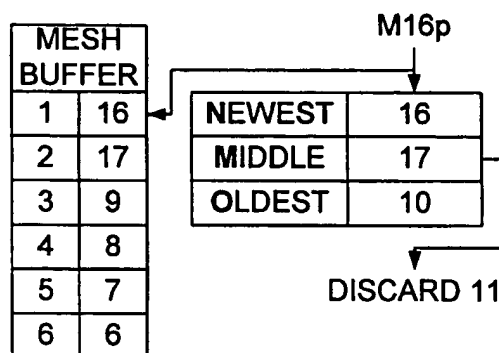 M16p
MESH
BUFFER
1 16
2 17
3 9
4 8
5 7
6 6
NEWEST 16
MIDDLE 17
OLDEST 10
DISCARD 11